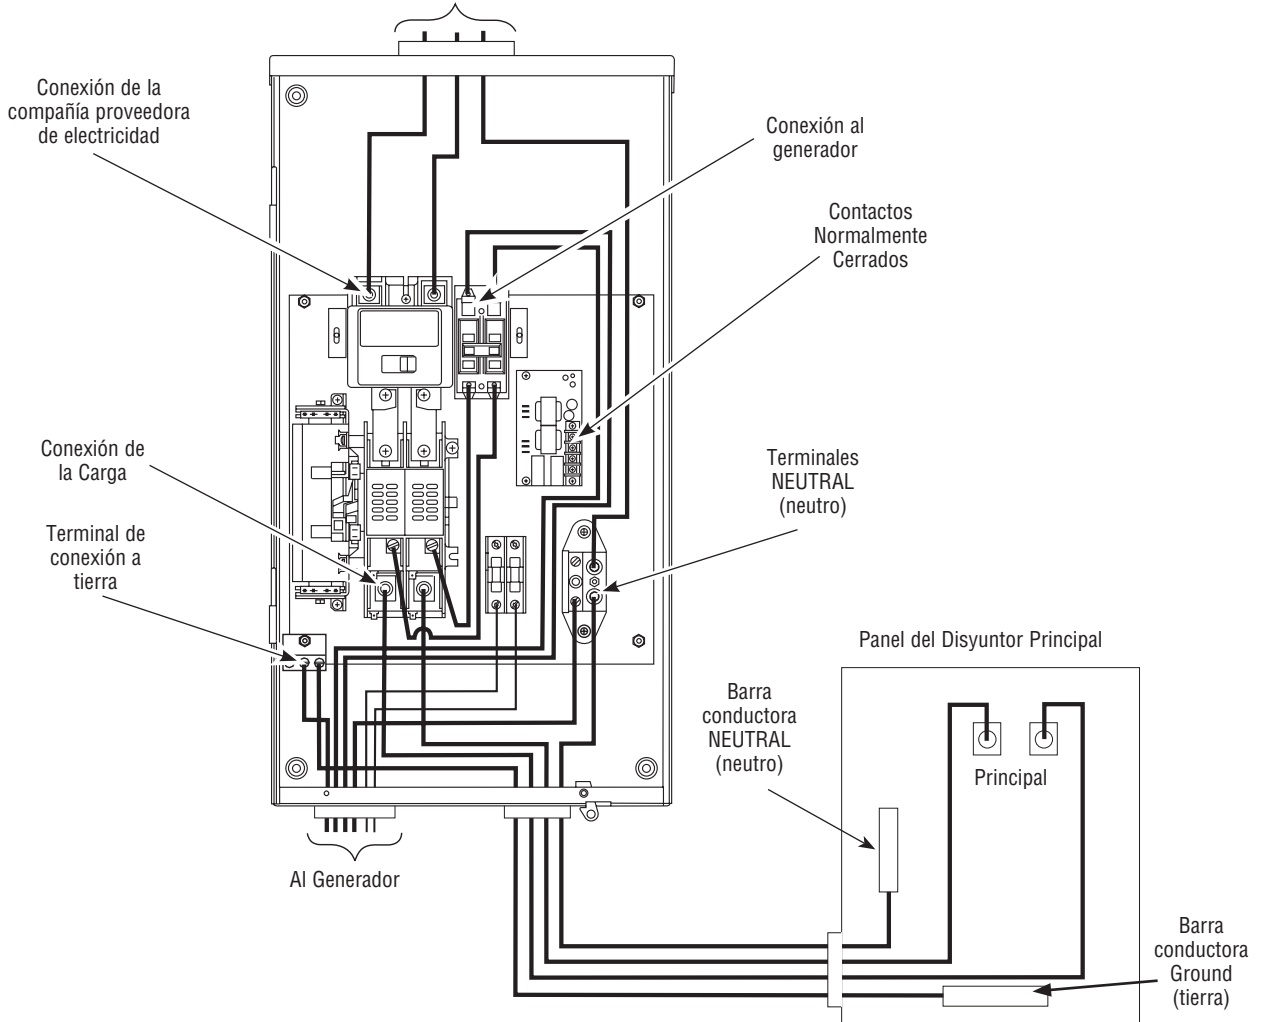 Conexión de la
compañía proveedora
de electricidad
Conexión al
generador
Contactos
Normalmente
Cerrados
Conexión de
la Carga
Terminales
NEUTRAL
(neutro)
Terminal de
conexión a
tierra
Panel del Disyuntor Principal
Barra
conductora
NEUTRAL
(neutro)
Principal
Al Generador
Barra
conductora
Ground
(tierra)